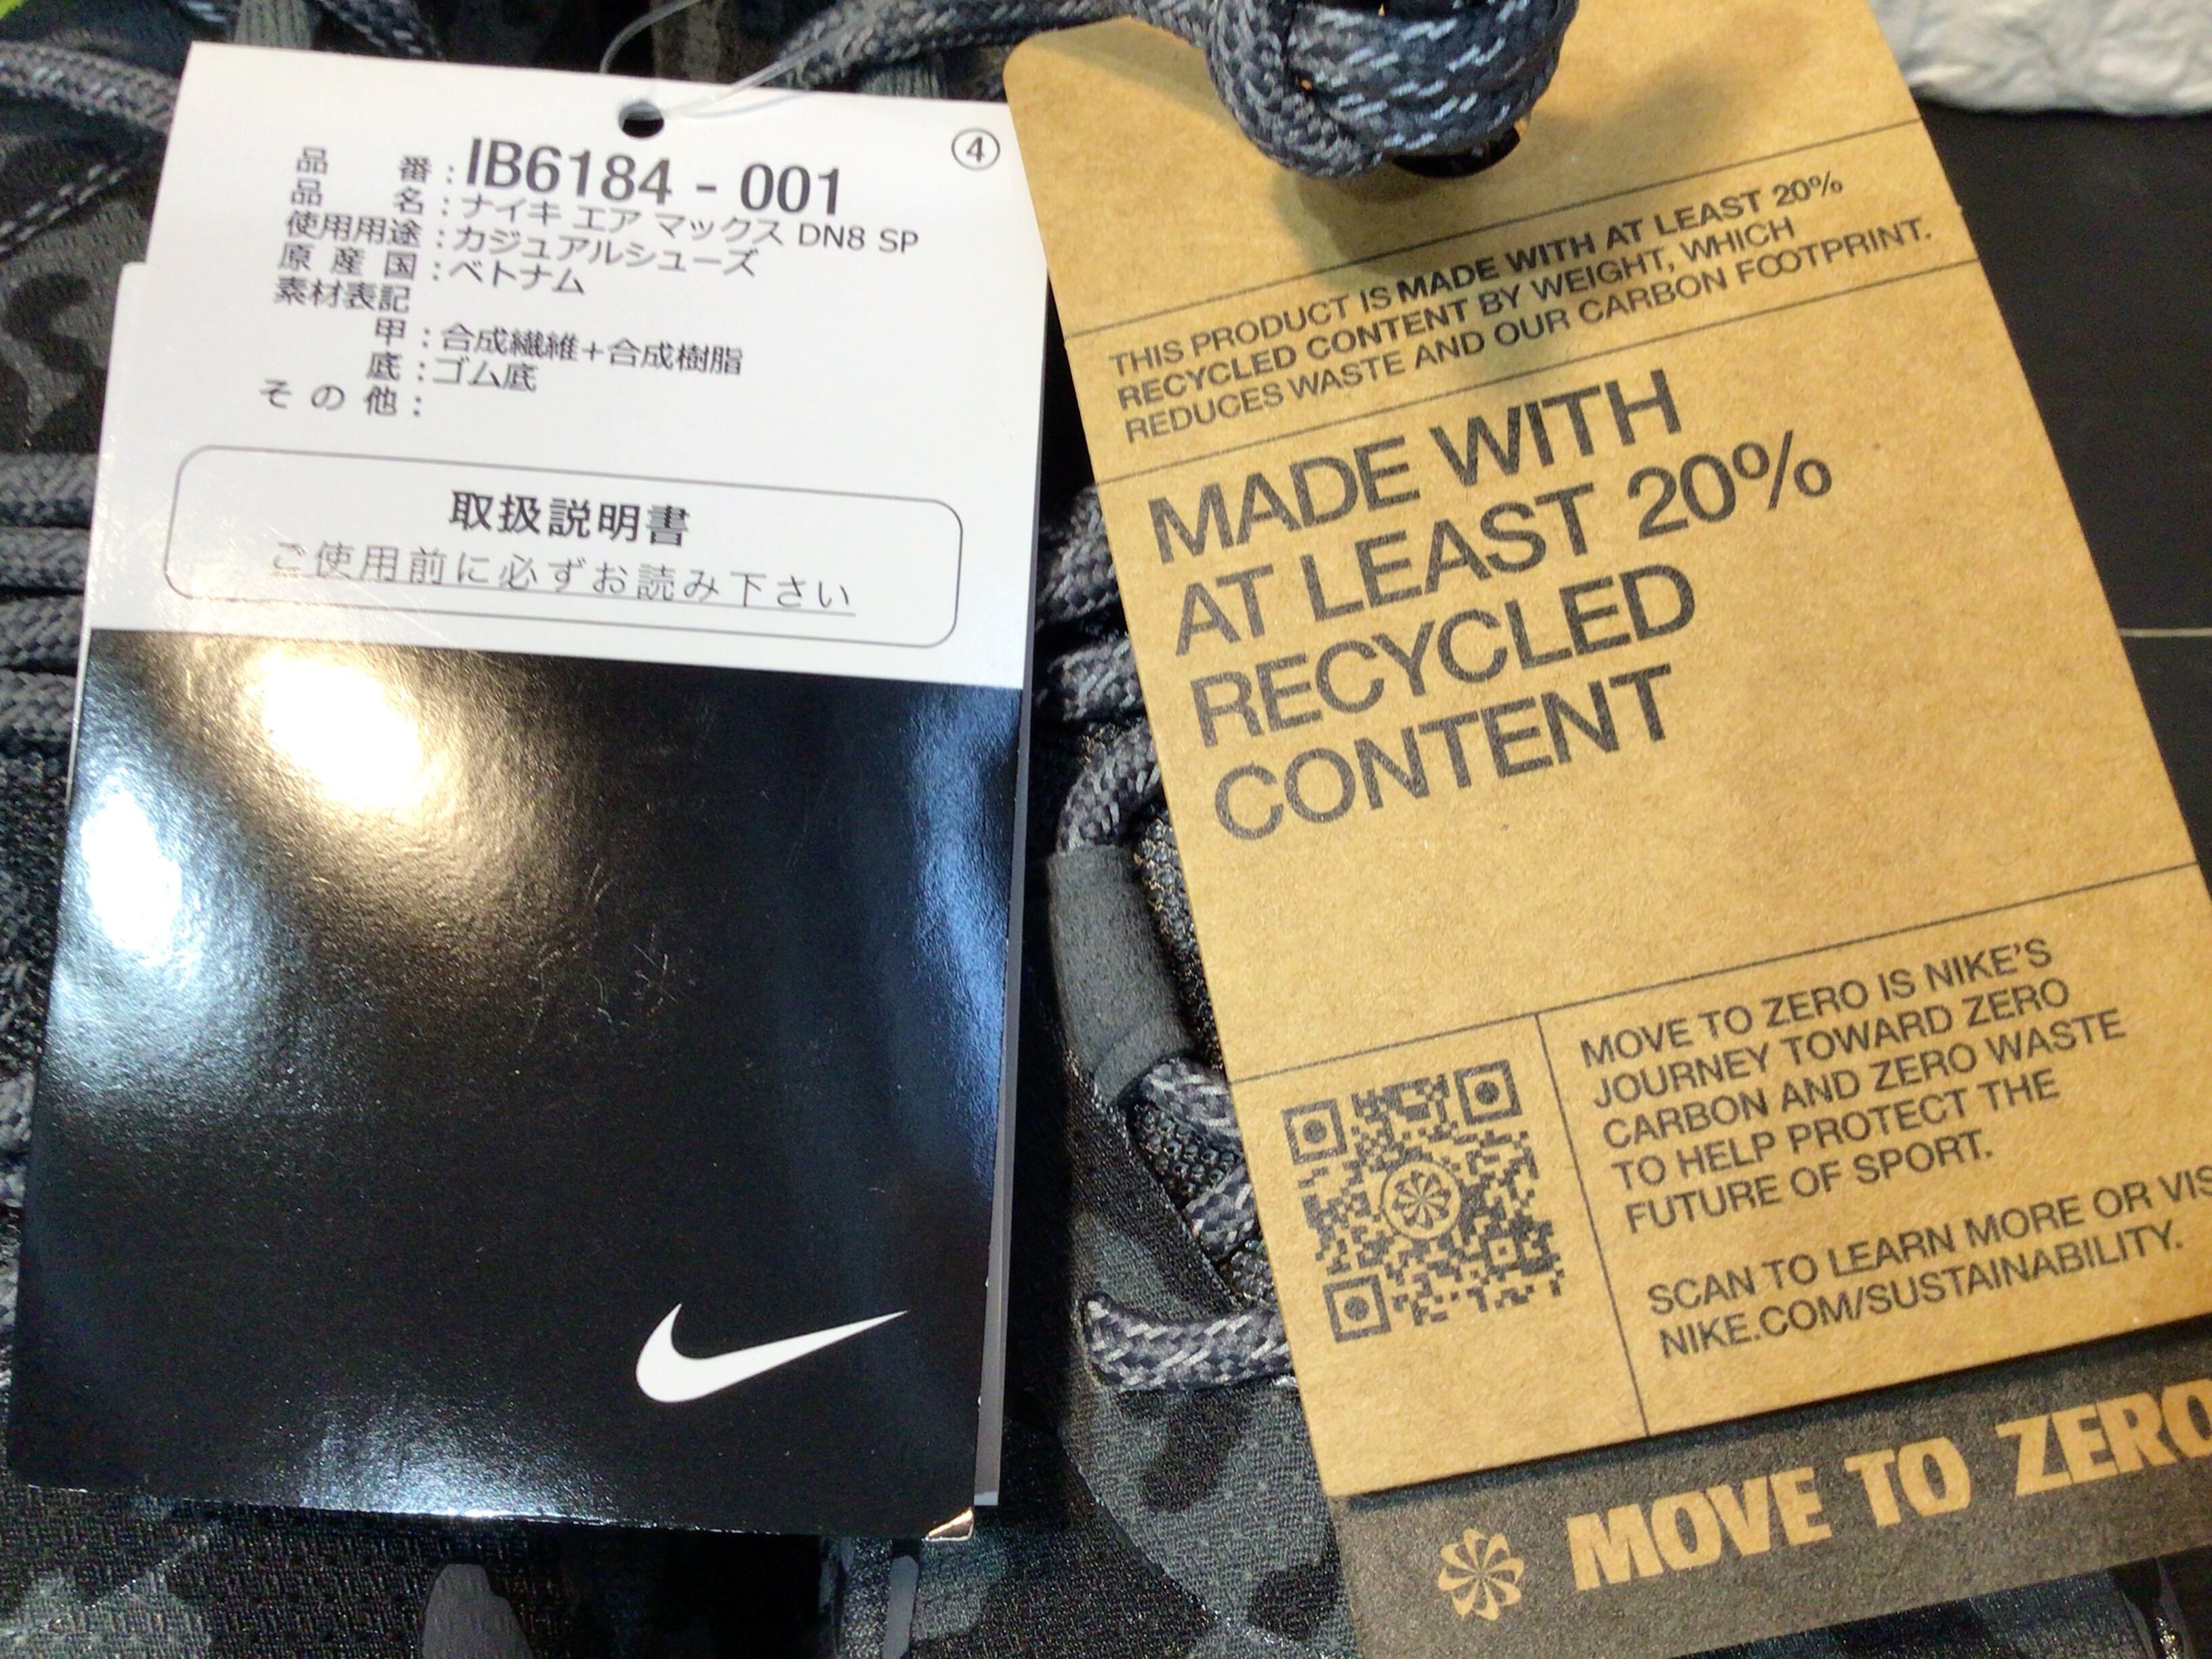 ④
品 番 : IB6184 - 001
品 名 : ナイキ エア マックス DN8 SP
使用用途 : カジュアルシューズ
原 産 国 : ベトナム
素材表記
甲 : 合成繊維+合成樹脂
底 : ゴム底
そ の 他 :
取扱説明書
ご使用前に必ずお読み下さい
THIS PRODUCT IS MADE WITH AT LEAST 20%
RECYCLED CONTENT BY WEIGHT, WHICH
REDUCES WASTE AND OUR CARBON FOOTPRINT.
MADE WITH
AT LEAST 20%
RECYCLED
CONTENT
MOVE TO ZERO IS NIKE'S
JOURNEY TOWARD ZERO
CARBON AND ZERO WASTE
TO HELP PROTECT THE
FUTURE OF SPORT.
SCAN TO LEARN MORE OR VIS
NIKE.COM/SUSTAINABILITY.
MOVE TO ZERO